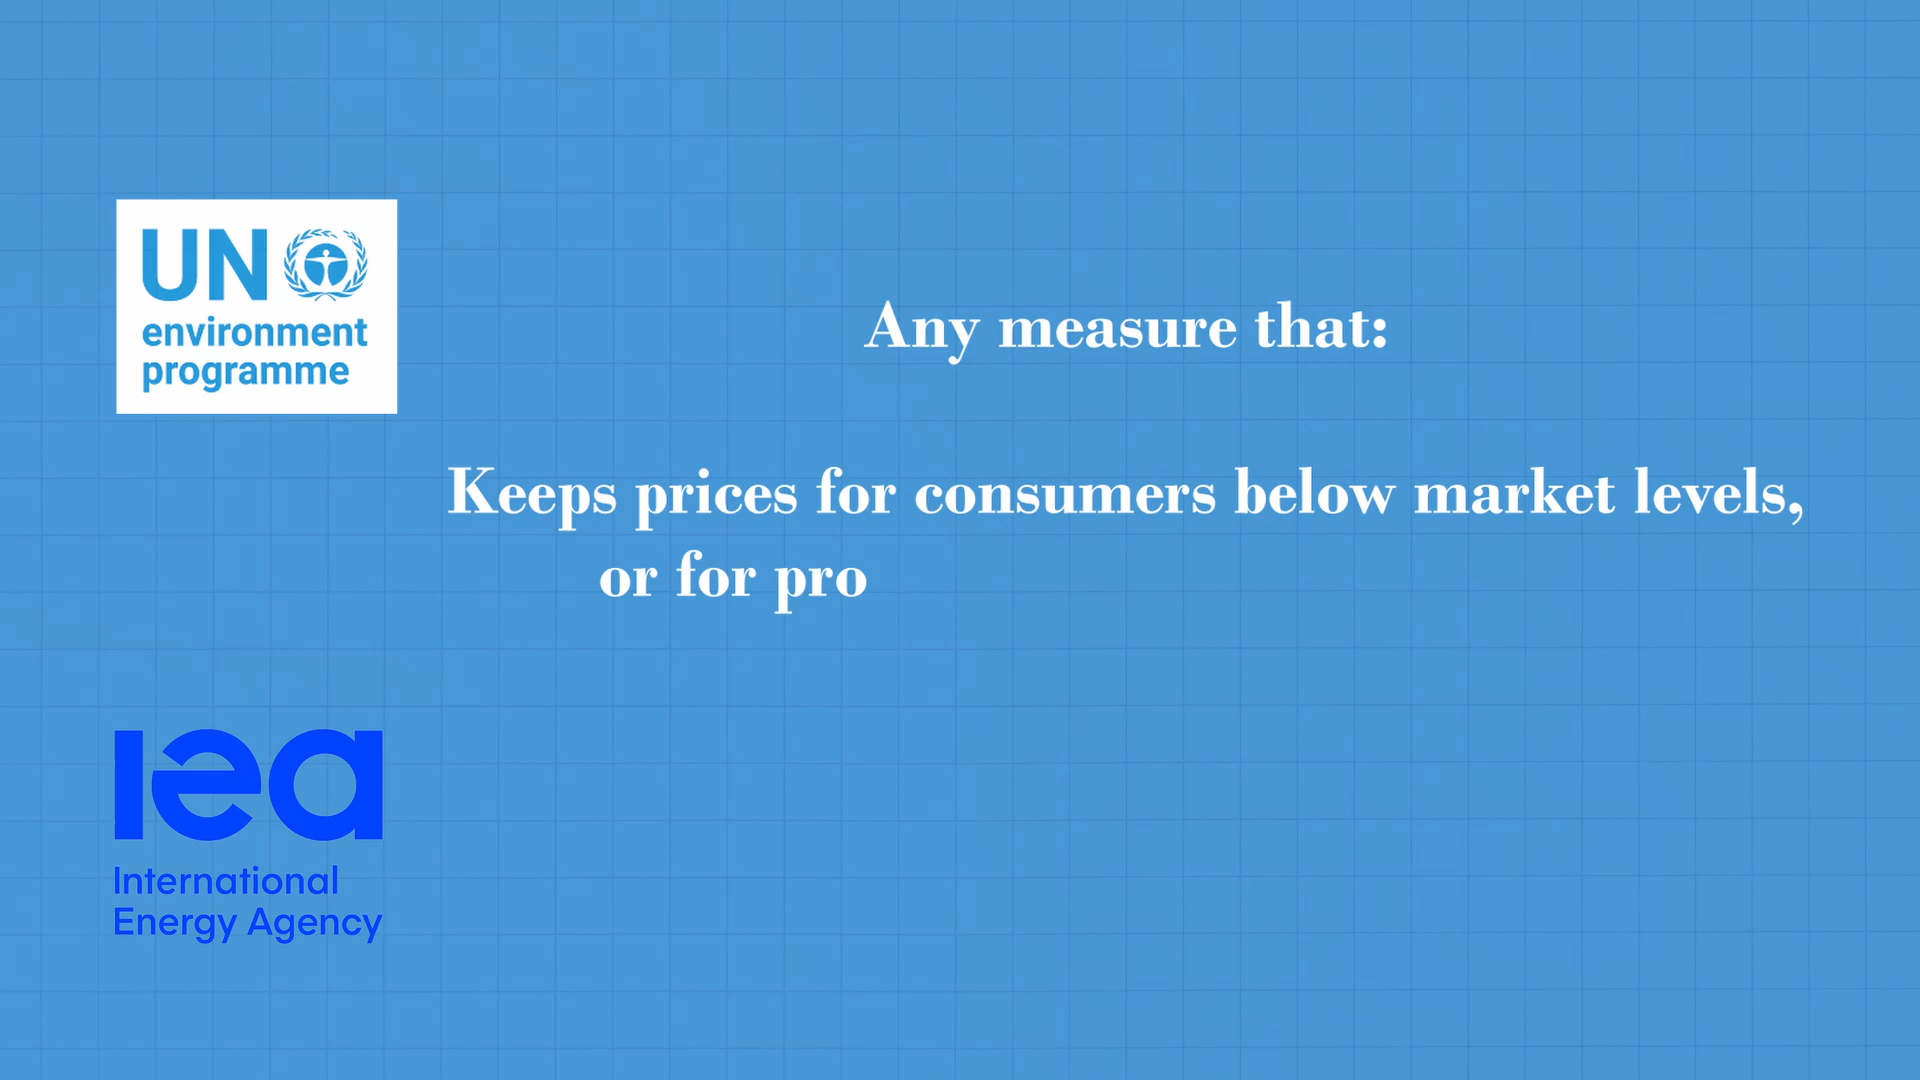 UN
environment
programme
Any measure that:
Keeps prices for consumers below market levels,
or for pro
iea
International
Energy Agency